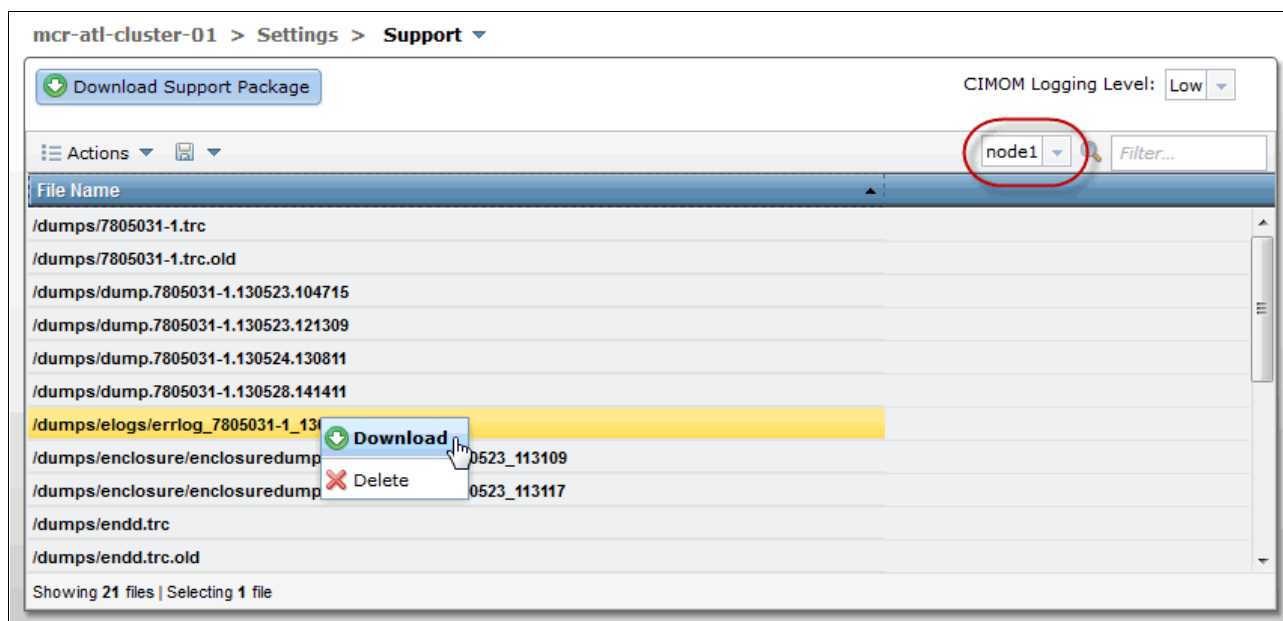 mcr-atl-cluster-01 > Settings > Support
Download Support Package
CIMOM Logging Level: Low
Actions
node1
Filter...
File Name
/dumps/7805031-1.trc
/dumps/7805031-1.trc.old
/dumps/dump.7805031-1.130523.104715
/dumps/dump.7805031-1.130523.121309
/dumps/dump.7805031-1.130524.130811
/dumps/dump.7805031-1.130528.141411
/dumps/elogs/errlog_7805031-1_13
Download
/dumps/enclosure/enclosuredump 0523_113109
Delete
/dumps/enclosure/enclosuredump 0523_113117
/dumps/endd.trc
/dumps/endd.trc.old
Showing 21 files | Selecting 1 file